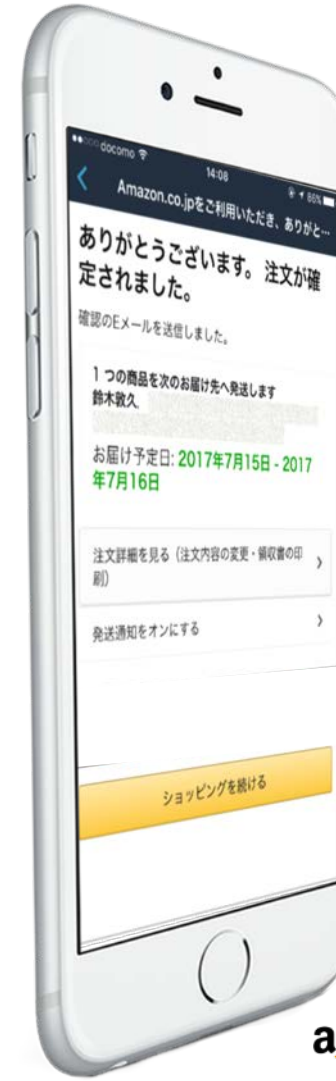 docomo 14:08 86%
Amazon.co.jpをご利用いただき、ありがと…
ありがとうございます。 注文が確
定されました。
確認のEメールを送信しました。
1つの商品を次のお届け先へ発送します
鈴木敏久,
お届け予定日: 2017年7月15日 - 2017
年7月16日
注文詳細を見る（注文内容の変更・領収書の印
刷）
発送通知をオンにする
ショッピングを続ける
a